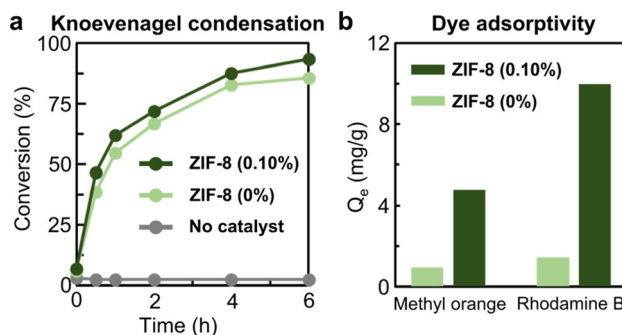 a Knoevenagel condensation
100
75
50
25
0
Conversion (%)
ZIF-8 (0.10%)
ZIF-8 (0%)
No catalyst
0 2 4 6
Time (h)
b Dye adsorptivity
12
8
4
0
Qe (mg/g)
ZIF-8 (0.10%)
ZIF-8 (0%)
Methyl orange Rhodamine B